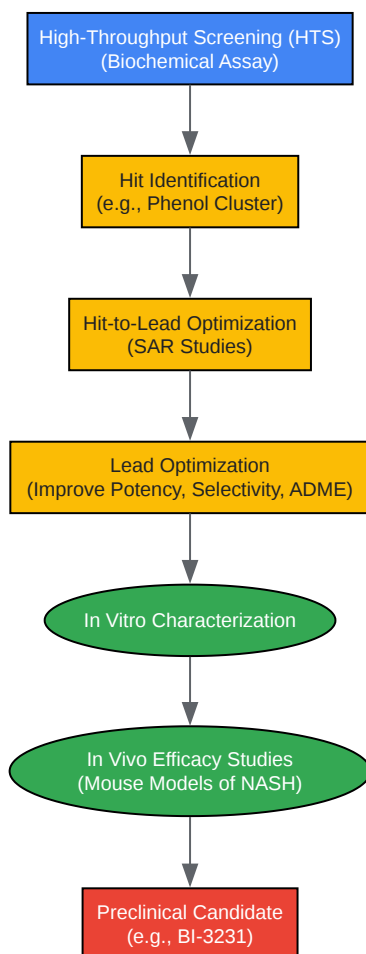 High-Throughput Screening (HTS)
(Biochemical Assay)
Hit Identification
(e.g., Phenol Cluster)
Hit-to-Lead Optimization
(SAR Studies)
Lead Optimization
(Improve Potency, Selectivity, ADME)
In Vitro Characterization
In Vivo Efficacy Studies
(Mouse Models of NASH)
Preclinical Candidate
(e.g., BI-3231)